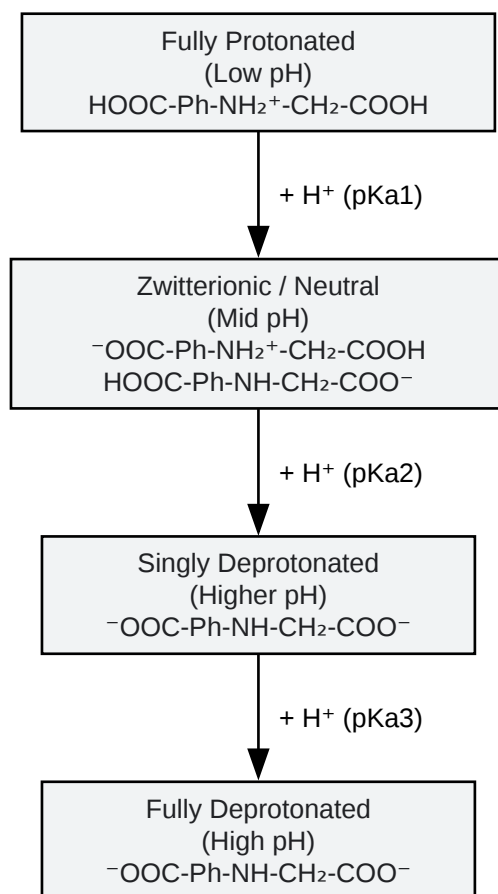 Fully Protonated
(Low pH)
HOOC-Ph-NH₂⁺-CH₂-COOH
+ H⁺ (pKa1)
Zwitterionic / Neutral
(Mid pH)
⁻OOC-Ph-NH₂⁺-CH₂-COOH
HOOC-Ph-NH-CH₂-COO⁻
+ H⁺ (pKa2)
Singly Deprotonated
(Higher pH)
⁻OOC-Ph-NH-CH₂-COO⁻
+ H⁺ (pKa3)
Fully Deprotonated
(High pH)
⁻OOC-Ph-NH-CH₂-COO⁻